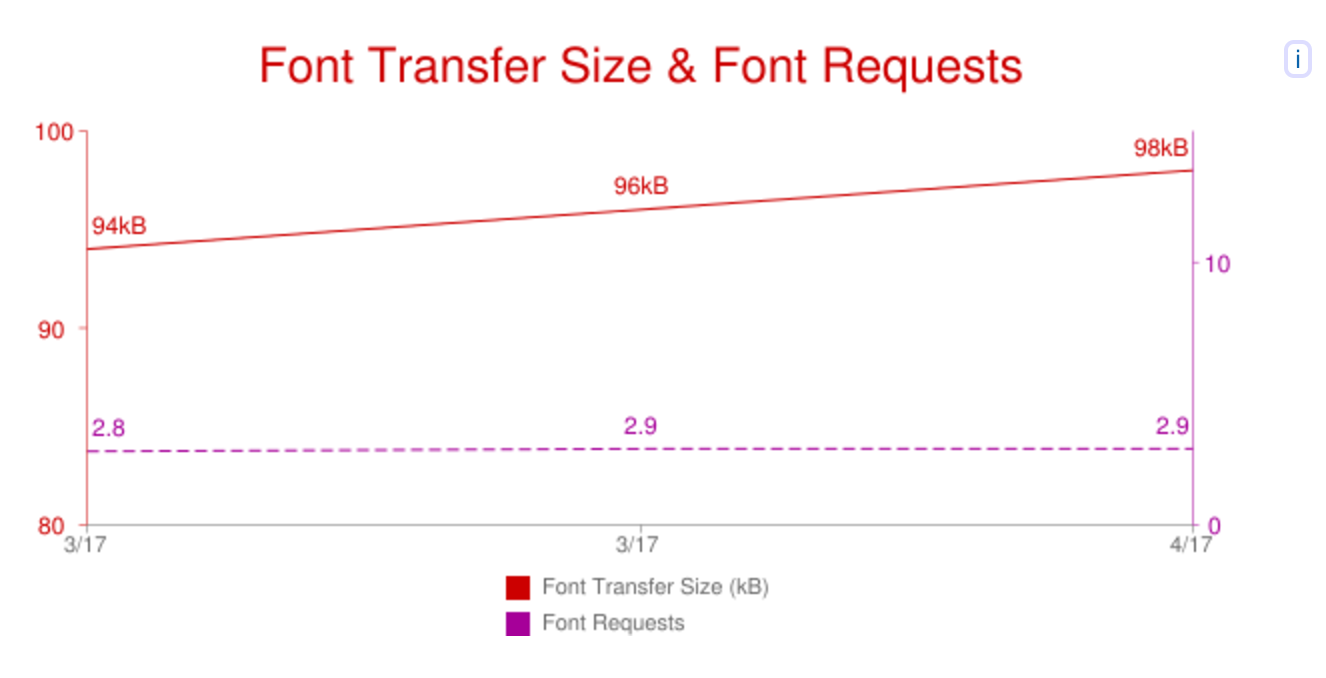 Font Transfer Size & Font Requests
i
100
98kB
96kB
94kB
10
90
2.8
2.9
2.9
80
0
3/17
3/17
4/17
Font Transfer Size (kB)
Font Requests